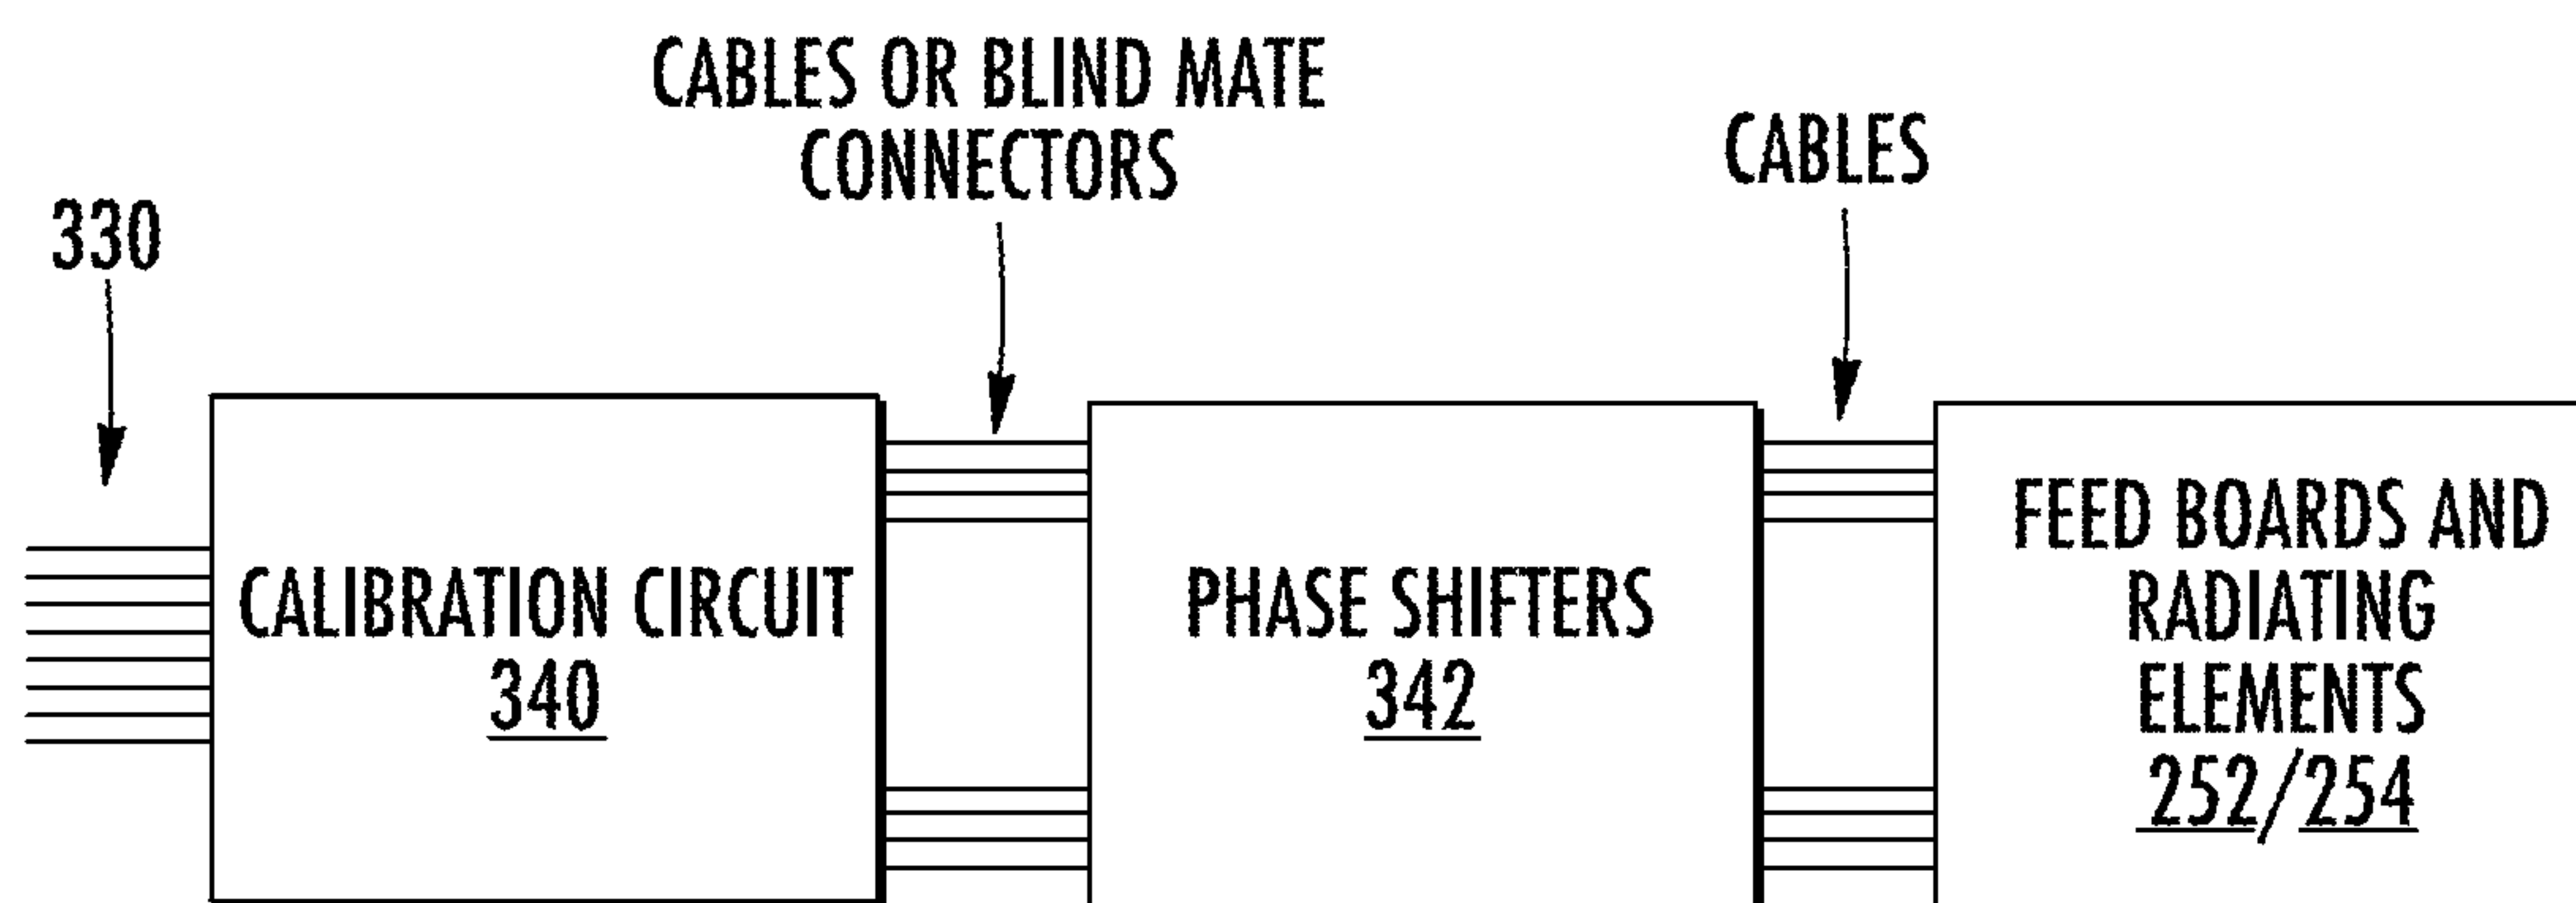 CABLES OR BLIND MATE
CONNECTORS
CABLES
330
CALIBRATION CIRCUIT
340
PHASE SHIFTERS
342
FEED BOARDS AND
RADIATING
ELEMENTS
252/254